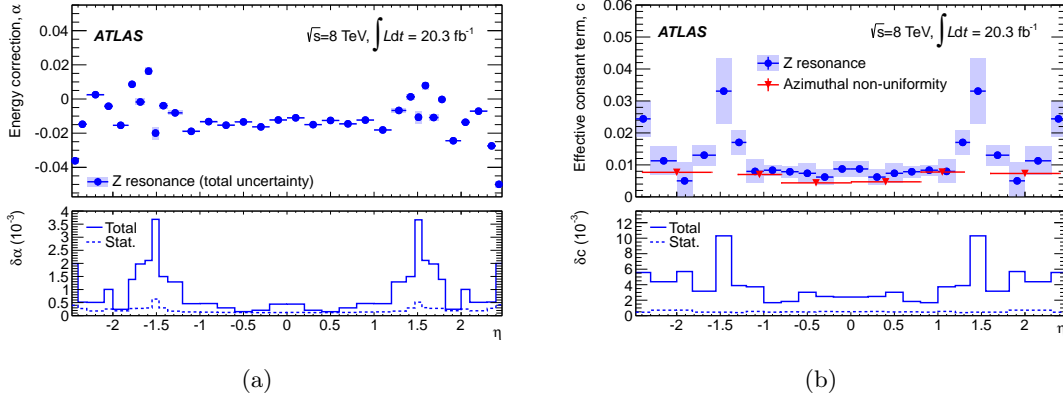 Energy correction, α
0.04
0.02
0
-0.02
-0.04
ATLAS
√s=8 TeV, ∫Ldt = 20.3 fb⁻¹
Z resonance (total uncertainty)
δα (10⁻³)
4
3.5
2.5
1.5
0.5
0
Total
Stat.
-2 -1.5 -1 -0.5 0 0.5 1 1.5 2
η
(a)
Effective constant term, c
0.06
0.05
0.04
0.03
0.02
0.01
0
ATLAS
√s=8 TeV, ∫Ldt = 20.3 fb⁻¹
Z resonance
Azimuthal non-uniformity
δc (10⁻³)
12
10
8
6
4
2
0
Total
Stat.
-2 -1.5 -1 -0.5 0 0.5 1 1.5 2
(b)